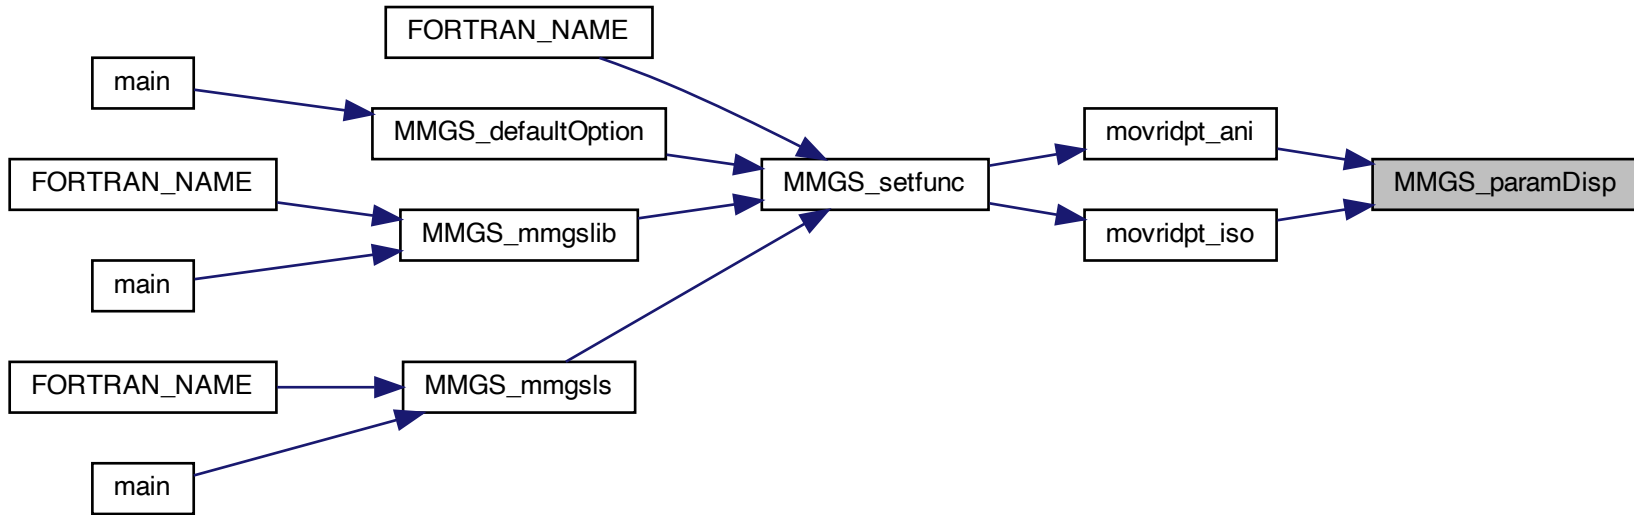 FORTRAN_NAME
main
MMGS_defaultOption
movridpt_ani
FORTRAN_NAME
MMGS_setfunc
MMGS_paramDisp
MMGS_mmgslib
movridpt_iso
main
FORTRAN_NAME
MMGS_mmgsls
main